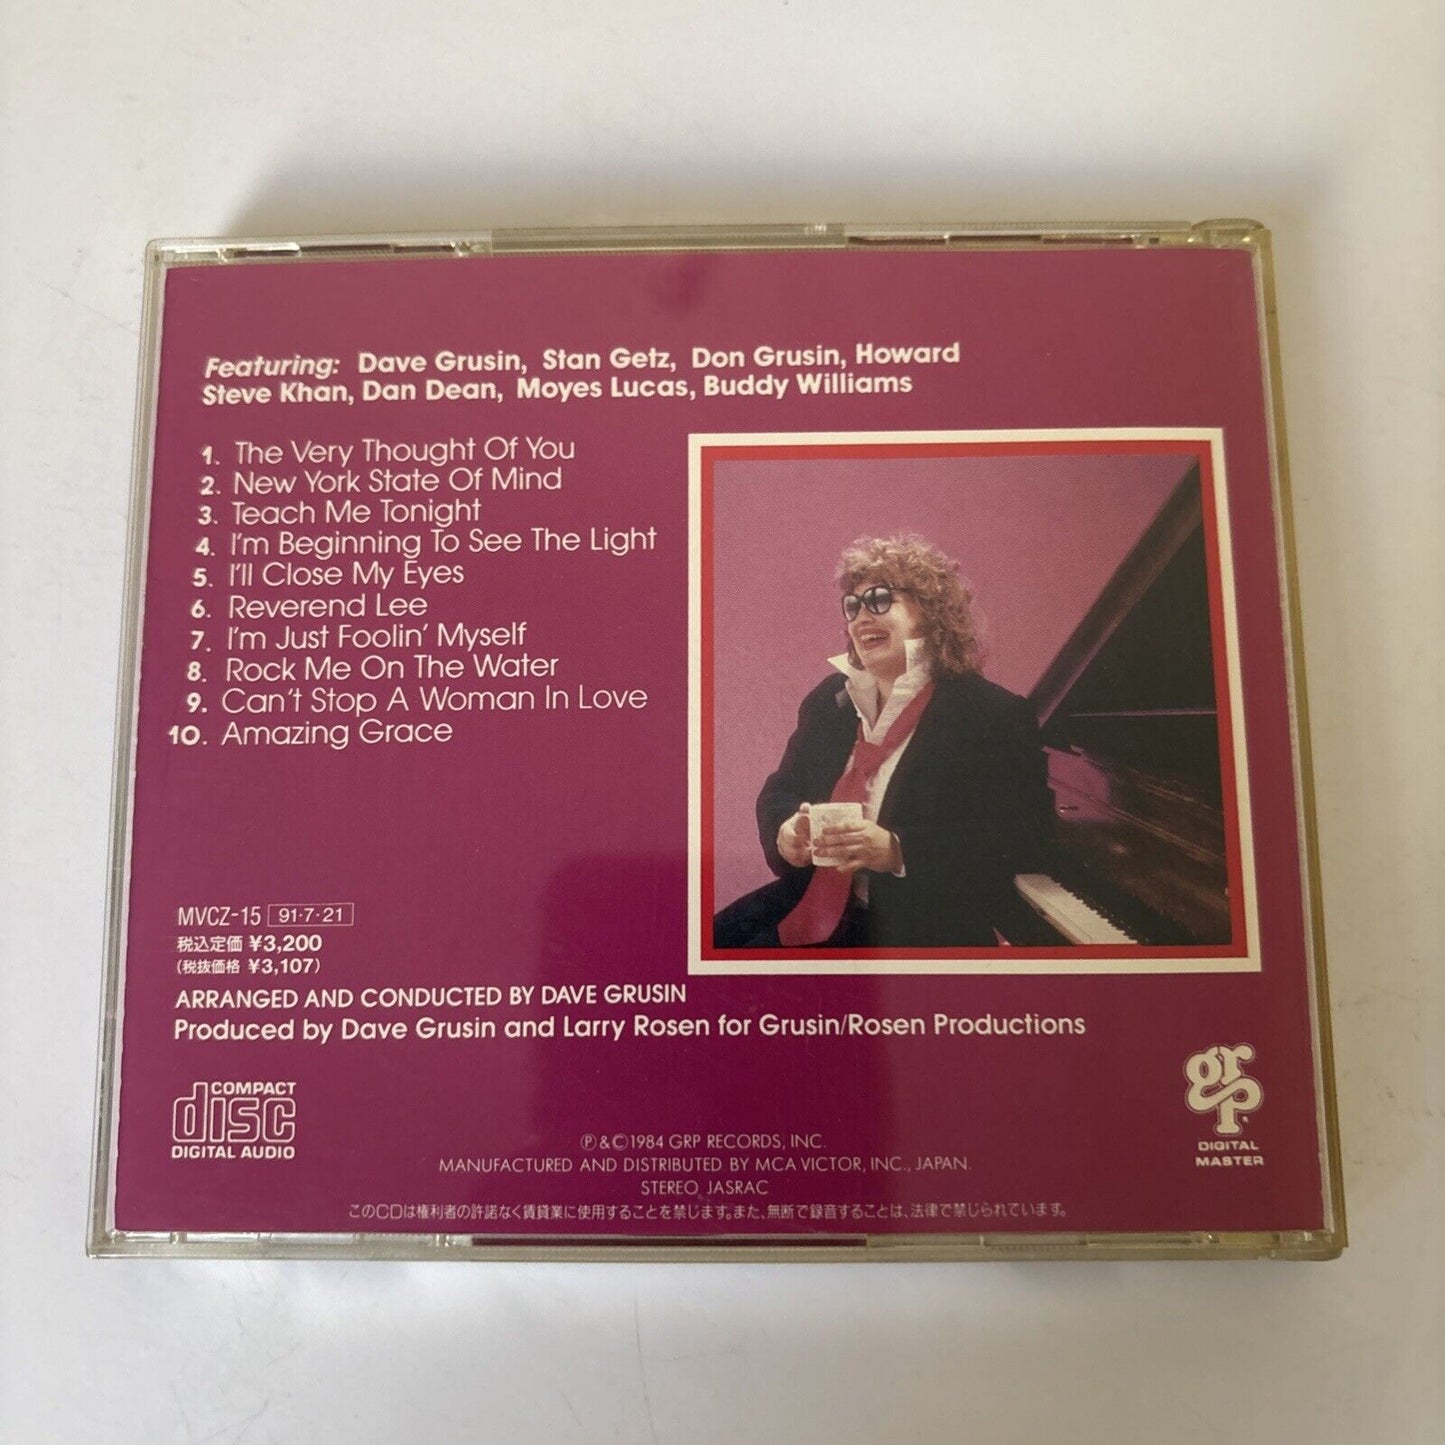 Featuring: Dave Grusin, Stan Getz, Don Grusin, Howard
Steve Khan, Dan Dean, Moyes Lucas, Buddy Williams
1. The Very Thought Of You
2. New York State Of Mind
3. Teach Me Tonight
4. I'm Beginning To See The Light
5. I'll Close My Eyes
6. Reverend Lee
7. I'm Just Foolin' Myself
8. Rock Me On The Water
9. Can't Stop A Woman In Love
10. Amazing Grace
MVCZ-15 91・7・21
税込定価 ¥3,200
(税抜価格 ¥3,107)
ARRANGED AND CONDUCTED BY DAVE GRUSIN
Produced by Dave Grusin and Larry Rosen for Grusin/Rosen Productions
COMPACT
disc
DIGITAL AUDIO
grp
DIGITAL
MASTER
℗&©1984 GRP RECORDS, INC.
MANUFACTURED AND DISTRIBUTED BY MCA VICTOR, INC., JAPAN.
STEREO JASRAC
このCDは権利者の許諾なく賃貸業に使用することを禁じます。また、無断で録音することは、法律で禁じられています。